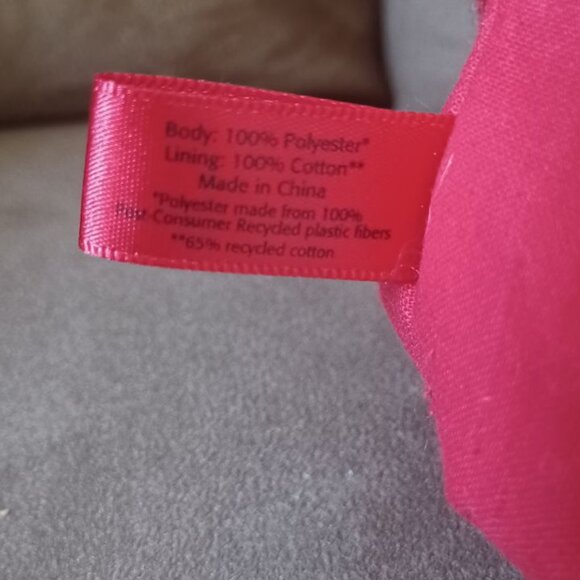 Body: 100% Polyester*
Lining: 100% Cotton**
Made in China
*Polyester made from 100%
Post-Consumer Recycled plastic fibers
**65% recycled cotton